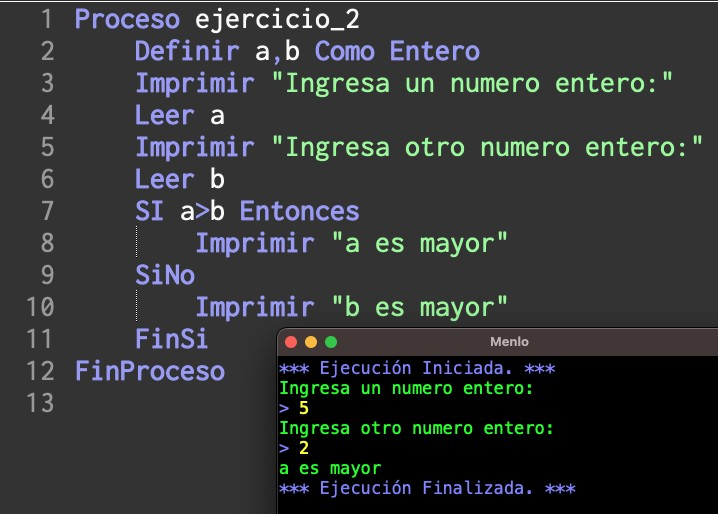 1 Proceso ejercicio_2
2 Definir a,b Como Entero
3 Imprimir "Ingresa un numero entero:"
4 Leer a
5 Imprimir "Ingresa otro numero entero:"
6 Leer b
7 SI a>b Entonces
8 Imprimir "a es mayor"
9 SiNo
10 Imprimir "b es mayor"
11 FinSi
12 FinProceso
13
Menlo
*** Ejecución Iniciada. ***
Ingresa un numero entero:
> 5
Ingresa otro numero entero:
> 2
a es mayor
*** Ejecución Finalizada. ***